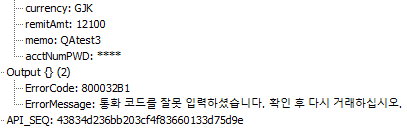 currency: GJK
remitAmt: 12100
memo: QAtest3
acctNumPWD: ****
Output {} (2)
ErrorCode: 800032B1
ErrorMessage: 통화 코드를 잘못 입력하셨습니다. 확인 후 다시 거래하십시오.
API_SEQ: 43834d236bb203cf4f83660133d75d9e